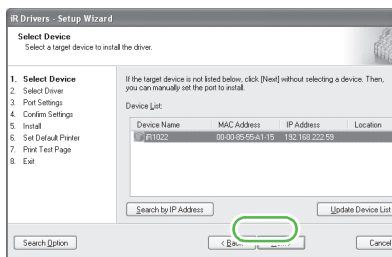 iR Drivers - Setup Wizard
Select Device
Select a target device to install the driver.
1. Select Device
2. Select Driver
3. Port Settings
4. Confirm Settings
5. Install
6. Set Default Printer
7. Print Test Page
8. Exit
If the target device is not listed below, click [Next] without selecting a device. Then,
you can manually set the port to install.
Device List:
Device Name MAC Address IP Address Location
iR1022 00-00-85-55-A1-15 192.168.222.59
Search by IP Address Update Device List
Search Option Cancel